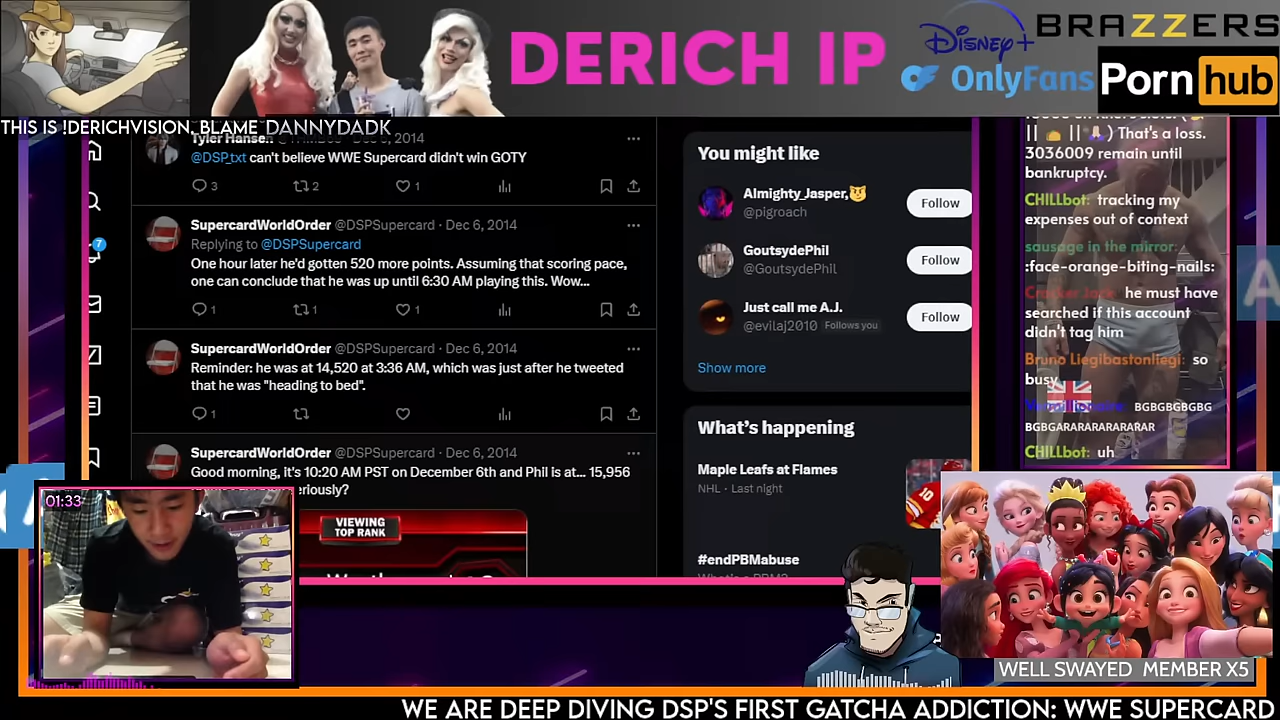 DERICH IP
Disney+
BRAZZERS
OnlyFans
Porn hub
THIS IS !DERICHVISION. BLAME DANNYDADK
Tyler Hansen
Dec 6, 2014
@DSP_txt can't believe WWE Supercard didn't win GOTY
3 2 1
SupercardWorldOrder @DSPSupercard · Dec 6, 2014
Replying to @DSPSupercard
One hour later he'd gotten 520 more points. Assuming that scoring pace,
one can conclude that he was up until 6:30 AM playing this. Wow...
1 1 1
SupercardWorldOrder @DSPSupercard · Dec 6, 2014
Reminder: he was at 14,520 at 3:36 AM, which was just after he tweeted
that he was "heading to bed".
1
SupercardWorldOrder @DSPSupercard · Dec 6, 2014
Good morning, it's 10:20 AM PST on December 6th and Phil is at... 15,956
VIEWING
TOP RANK
7
You might like
Almighty_Jasper,😼
@pigroach
Follow
GoutsydePhil
@GoutsydePhil
Follow
Just call me A.J.
@evilaj2010 Follows you
Follow
Show more
What's happening
Maple Leafs at Flames
NHL · Last night
10
#endPBMabuse
|| 🌮 || 🙏🏻 ) That's a loss.
3036009 remain until
bankruptcy.
CHILLbot: tracking my
expenses out of context
sausage in the mirror:
:face-orange-biting-nails:
Cracker Jack: he must have
searched if this account
didn't tag him
Bruno Liegibastonliegi: so
busy
BGBGBGBGBG
BGBGARARARARARARAR
CHILLbot: uh
01:33
WELL SWAYED MEMBER X5
WE ARE DEEP DIVING DSP'S FIRST GATCHA ADDICTION: WWE SUPERCARD